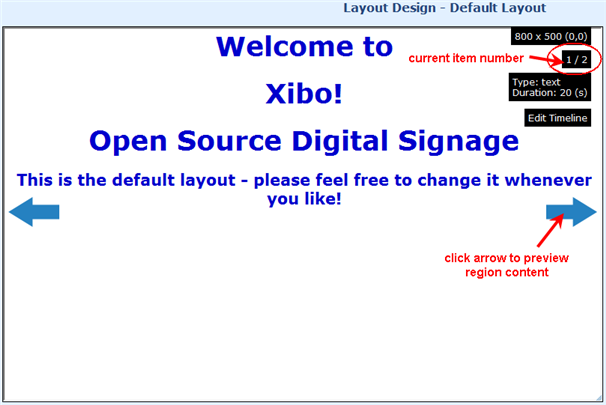 Layout Design - Default Layout
800 x 500 (0,0)
Welcome to
current item number
1 / 2
Type: text
Duration: 20 (s)
Xibo!
Edit Timeline
Open Source Digital Signage
This is the default layout - please feel free to change it whenever
you like!
click arrow to preview
region content